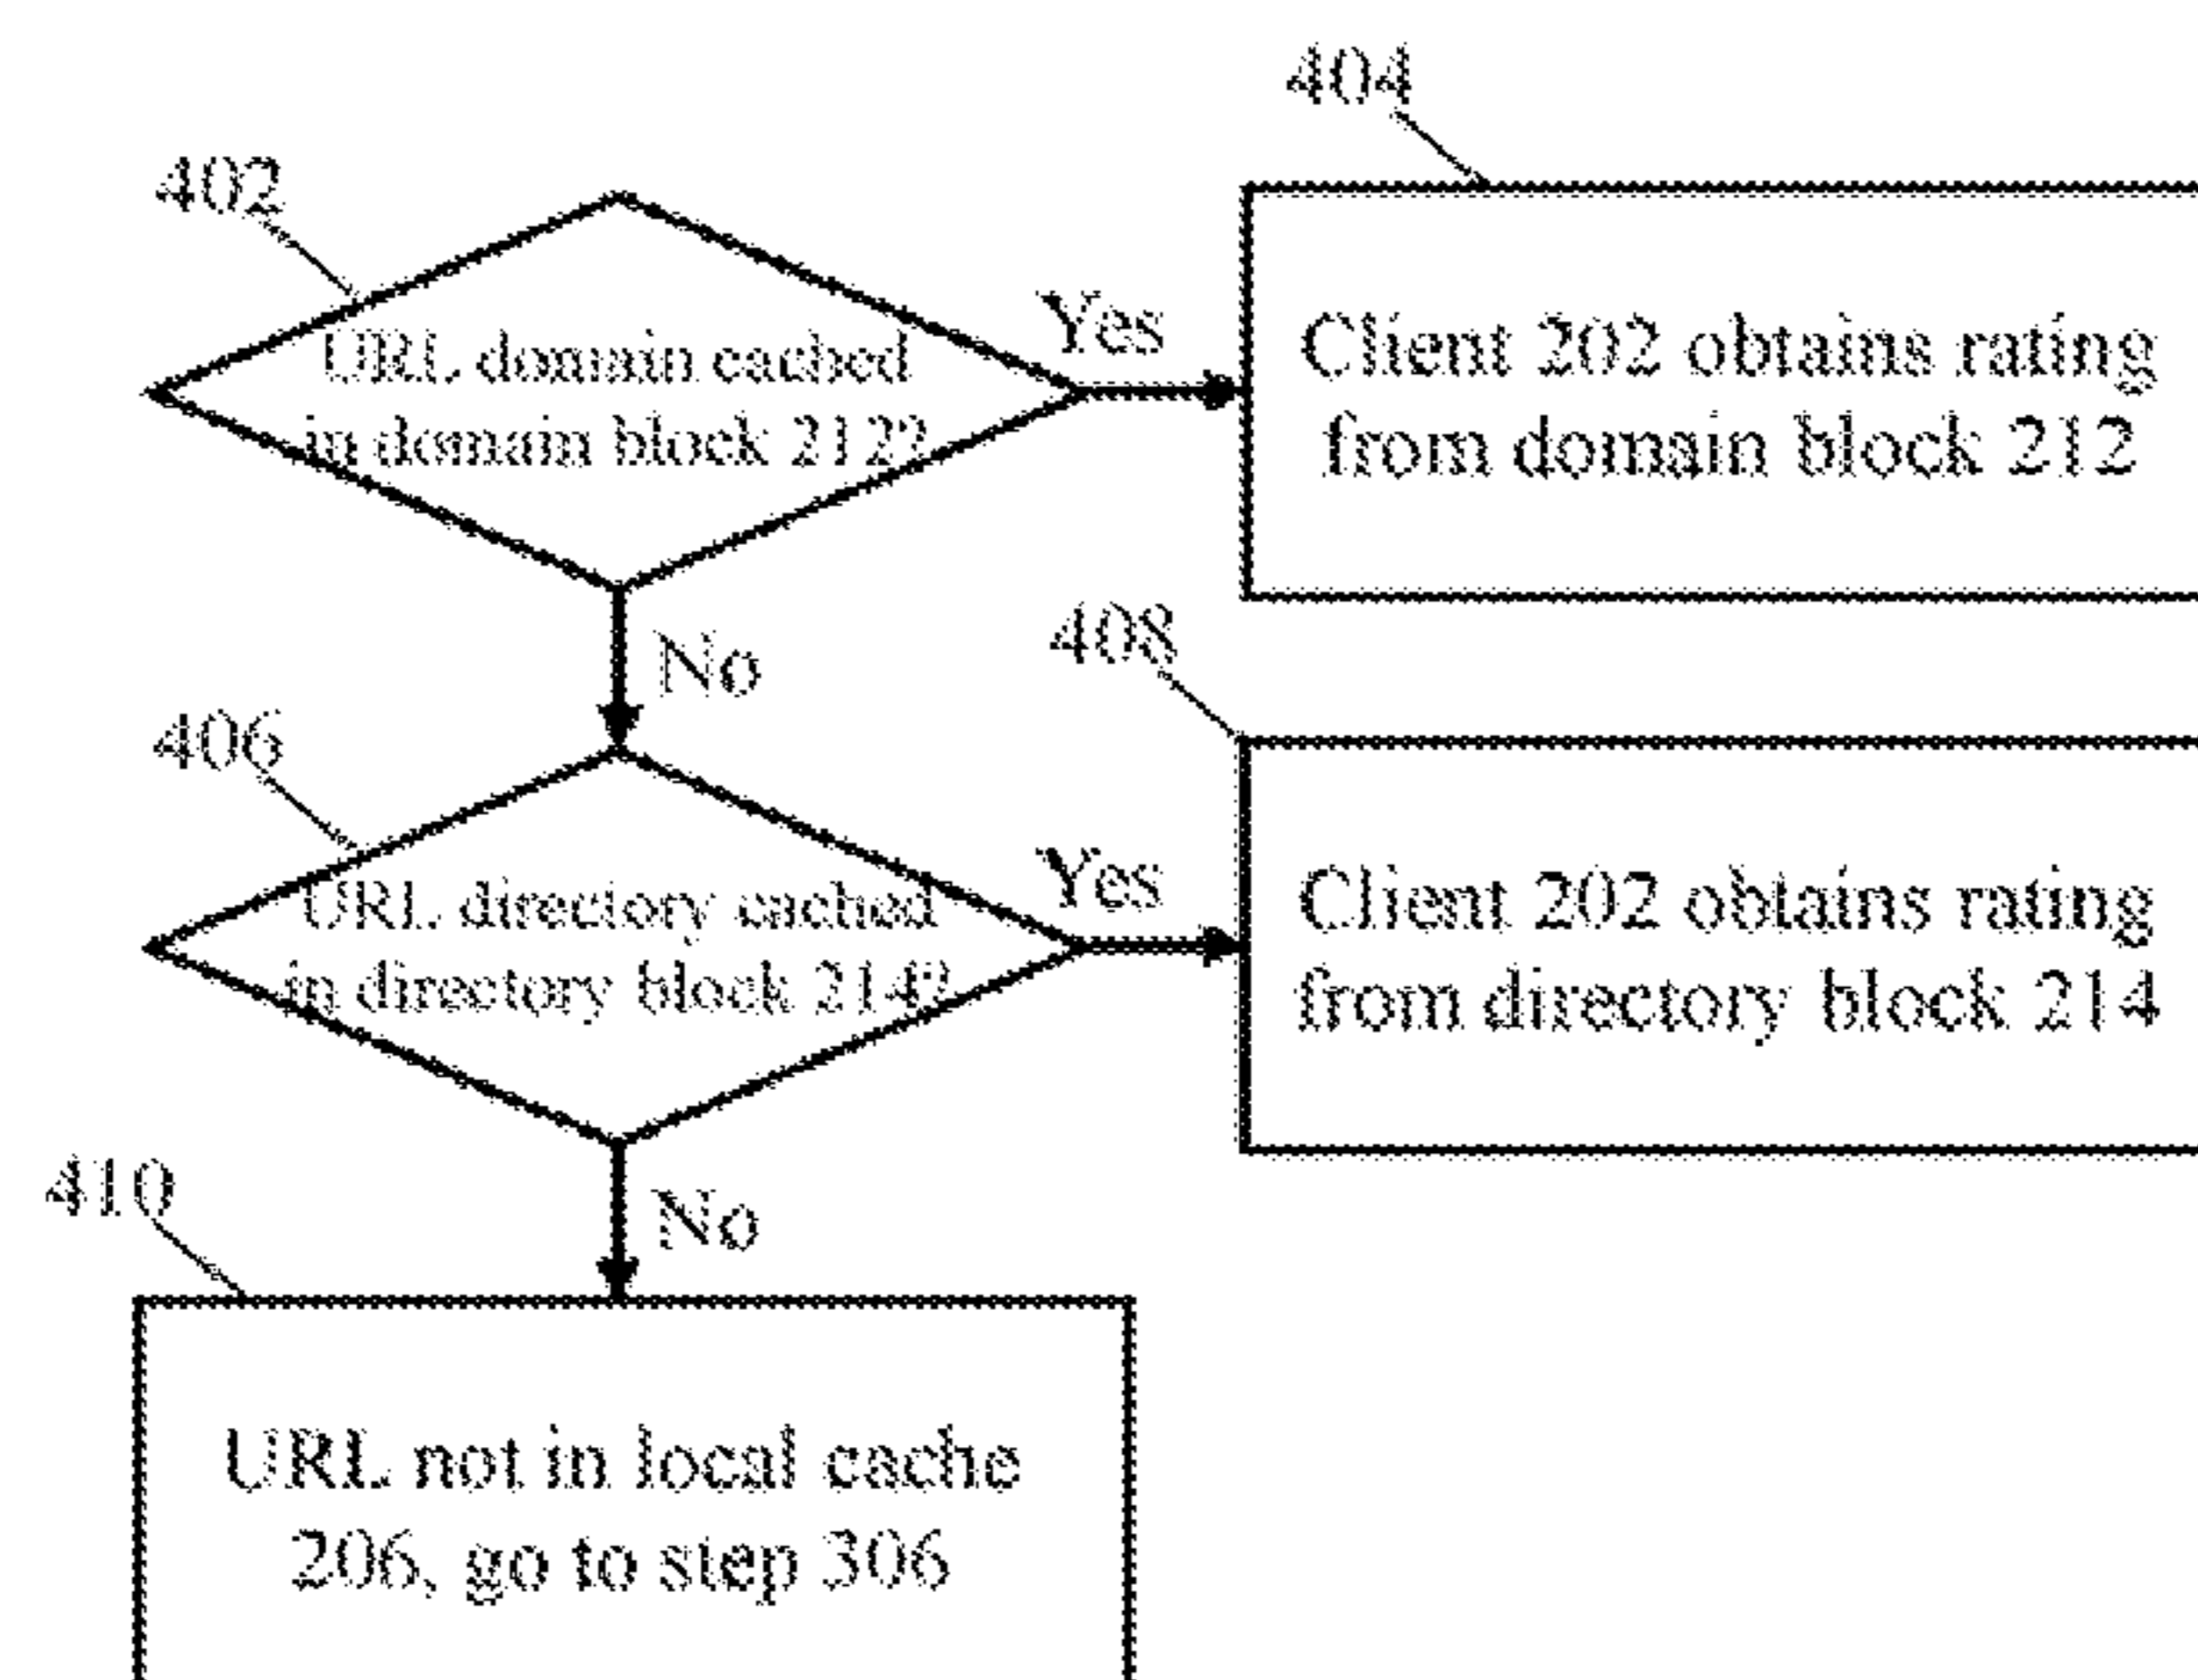 404
402
URL domain cached
in domain block 212?
Yes
Client 202 obtains rating
from domain block 212
No
408
406
URL directory cached
in directory block 214?
Yes
Client 202 obtains rating
from directory block 214
No
410
URL not in local cache
206, go to step 306